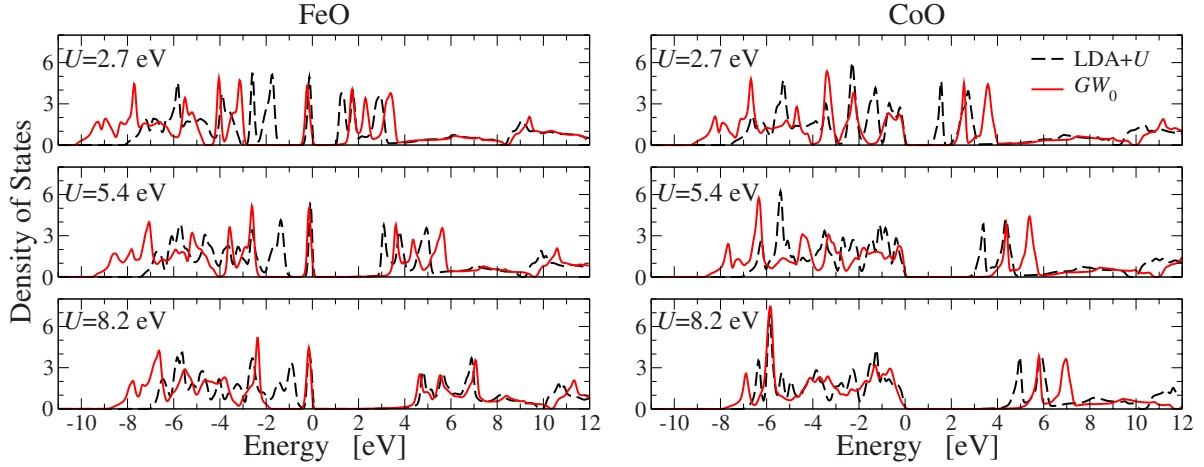 FeO
CoO
U=2.7 eV
6
3
0
U=5.4 eV
6
3
0
U=8.2 eV
6
3
0
-10 -8 -6 -4 -2 0 2 4 6 8 10 12
Energy [eV]
Density of States
U=2.7 eV
LDA+U
GW₀
6
3
0
U=5.4 eV
6
3
0
U=8.2 eV
6
3
0
-10 -8 -6 -4 -2 0 2 4 6 8 10 12
Energy [eV]